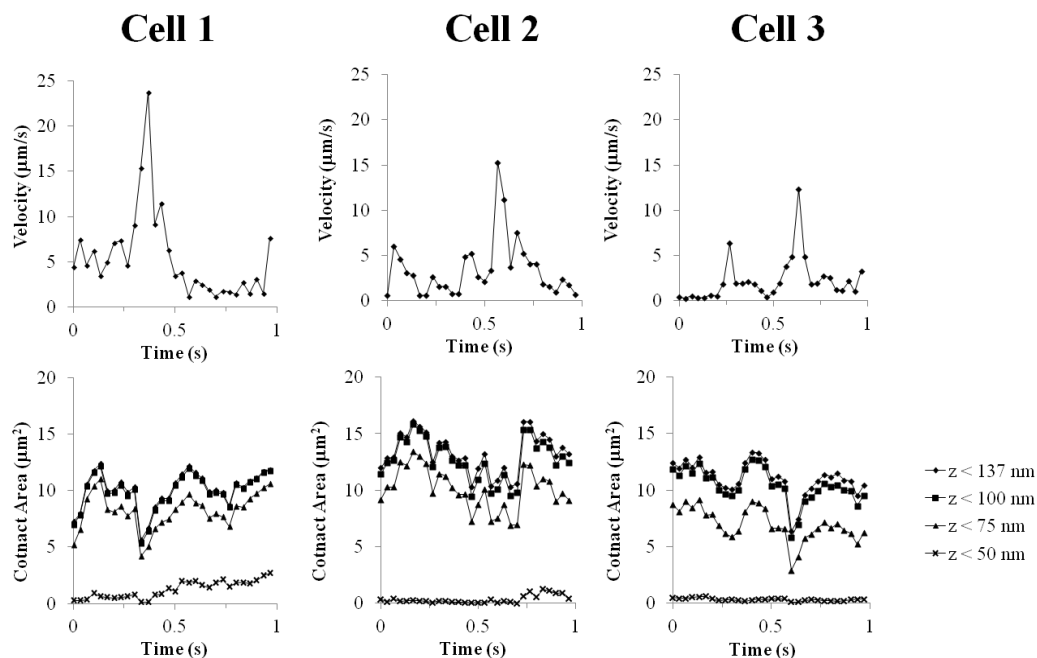 Cell 1 Cell 2 Cell 3
Velocity (µm/s)
25
20
15
10
5
0
0 0.5 1
Time (s)
Velocity (µm/s)
25
20
15
10
5
0
0 0.5 1
Time (s)
Velocity (µm/s)
25
20
15
10
5
0
0 0.5 1
Time (s)
Cotnact Area (µm²)
20
15
10
5
0
0 0.5 1
Time (s)
Cotnact Area (µm²)
20
15
10
5
0
0 0.5 1
Time (s)
Cotnact Area (µm²)
20
15
10
5
0
0 0.5 1
Time (s)
z < 137 nm
z < 100 nm
z < 75 nm
z < 50 nm